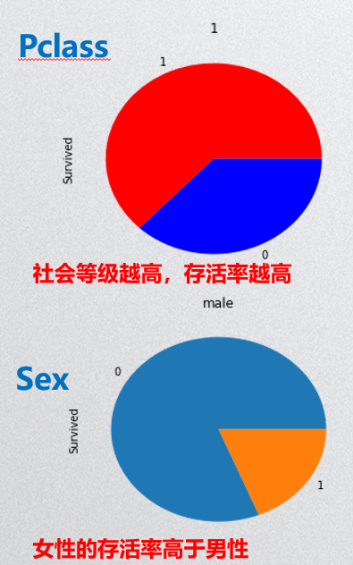 Pclass
1
1
Survived
0
社会等级越高，存活率越高
male
Sex
0
Survived
1
女性的存活率高于男性